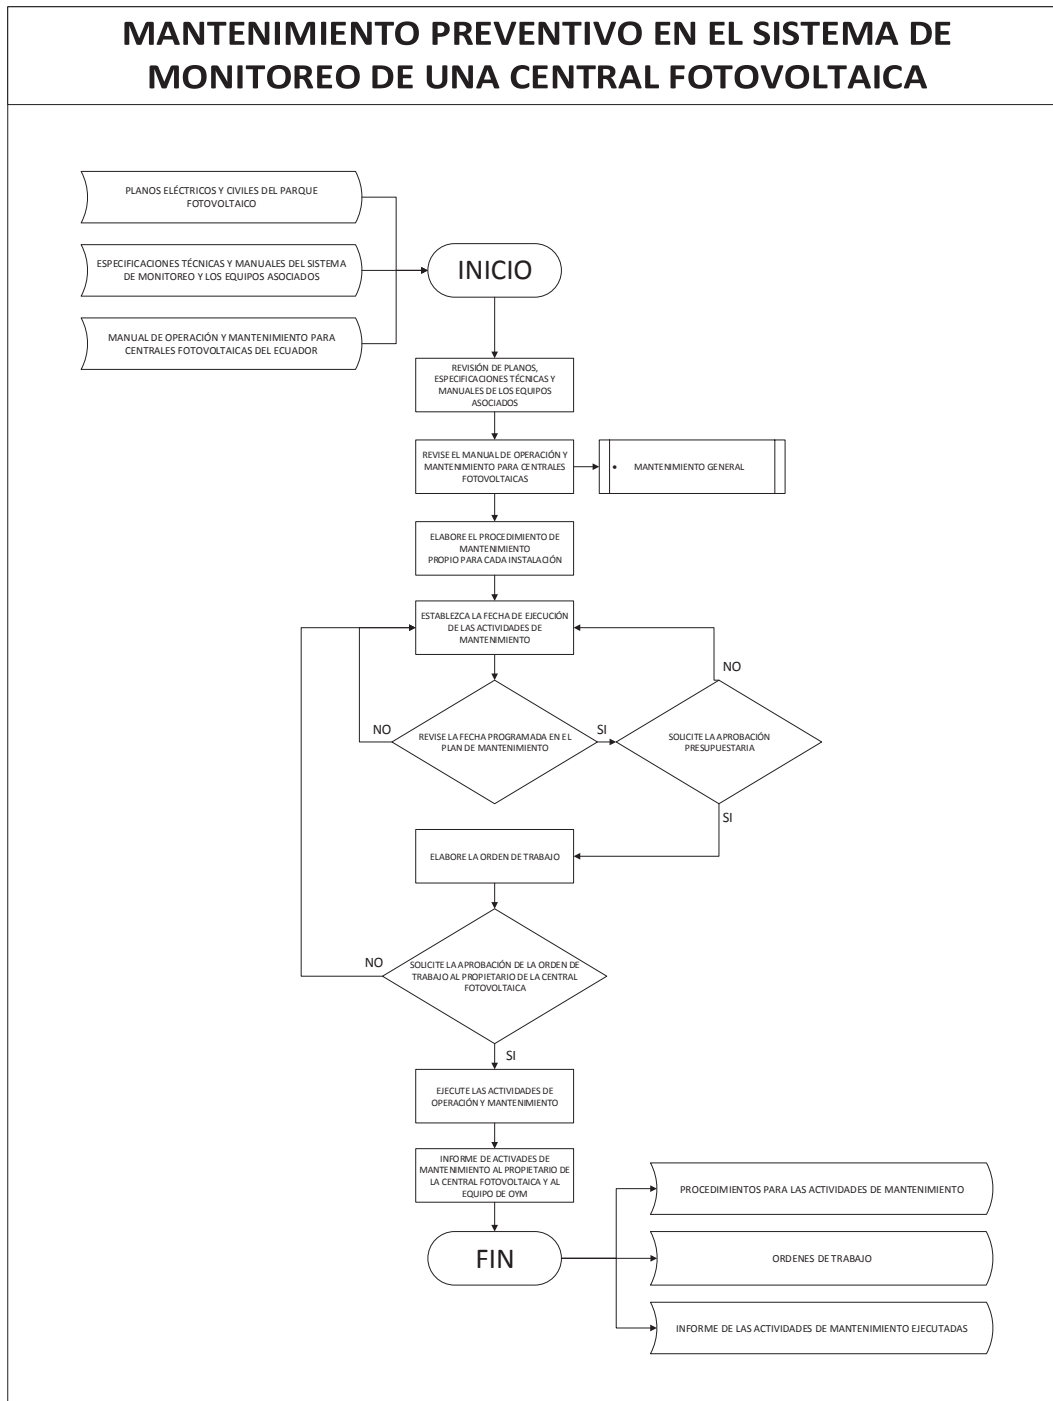 MANTENIMIENTO PREVENTIVO EN EL SISTEMA DE
MONITOREO DE UNA CENTRAL FOTOVOLTAICA
PLANOS ELÉCTRICOS Y CIVILES DEL PARQUE
FOTOVOLTAICO
ESPECIFICACIONES TÉCNICAS Y MANUALES DEL SISTEMA
DE MONITOREO Y LOS EQUIPOS ASOCIADOS
MANUAL DE OPERACIÓN Y MANTENIMIENTO PARA
CENTRALES FOTOVOLTAICAS DEL ECUADOR
INICIO
REVISIÓN DE PLANOS,
ESPECIFICACIONES TÉCNICAS Y
MANUALES DE LOS EQUIPOS
ASOCIADOS
REVISE EL MANUAL DE OPERACIÓN Y
MANTENIMIENTO PARA CENTRALES
FOTOVOLTAICAS
• MANTENIMIENTO GENERAL
ELABORE EL PROCEDIMIENTO DE
MANTENIMIENTO
PROPIO PARA CADA INSTALACIÓN
ESTABLEZCA LA FECHA DE EJECUCIÓN
DE LAS ACTIVIDADES DE
MANTENIMIENTO
NO
REVISE LA FECHA PROGRAMADA EN EL
PLAN DE MANTENIMIENTO
SI
NO
SOLICITE LA APROBACIÓN
PRESUPUESTARIA
SI
ELABORE LA ORDEN DE TRABAJO
NO
SOLICITE LA APROBACIÓN DE LA ORDEN DE
TRABAJO AL PROPIETARIO DE LA CENTRAL
FOTOVOLTAICA
SI
EJECUTE LAS ACTIVIDADES DE
OPERACIÓN Y MANTENIMIENTO
INFORME DE ACTIVADES DE
MANTENIMIENTO AL PROPIETARIO DE
LA CENTRAL FOTOVOLTAICA Y AL
EQUIPO DE OYM
FIN
PROCEDIMIENTOS PARA LAS ACTIVIDADES DE MANTENIMIENTO
ORDENES DE TRABAJO
INFORME DE LAS ACTIVIDADES DE MANTENIMIENTO EJECUTADAS